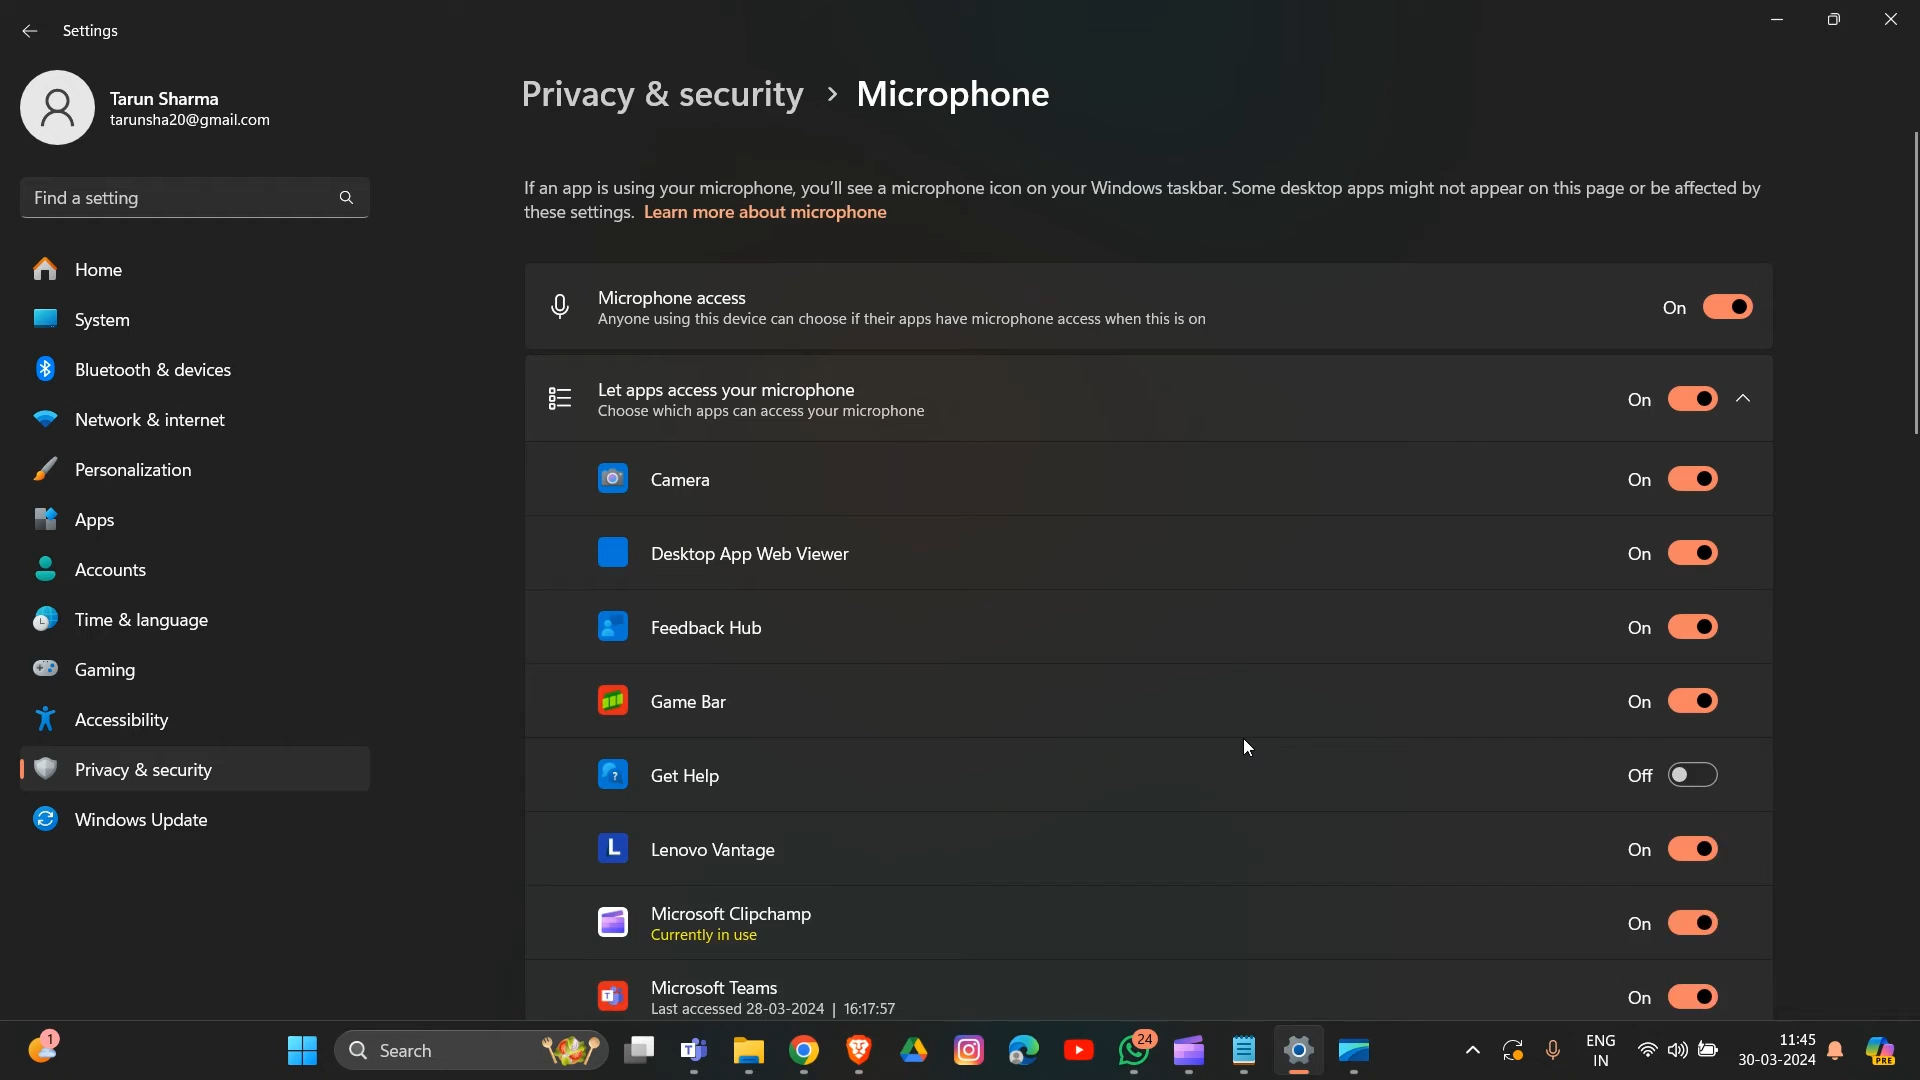 Settings
Tarun Sharma
tarunsha20@gmail.com
Find a setting
Home
System
Bluetooth & devices
Network & internet
Personalization
Apps
Accounts
Time & language
Gaming
Accessibility
Privacy & security
Windows Update
Privacy & security > Microphone
If an app is using your microphone, you'll see a microphone icon on your Windows taskbar. Some desktop apps might not appear on this page or be affected by
these settings. Learn more about microphone
Microphone access
Anyone using this device can choose if their apps have microphone access when this is on
On
Let apps access your microphone
Choose which apps can access your microphone
On
Camera
On
Desktop App Web Viewer
On
Feedback Hub
On
Game Bar
On
Get Help
Off
L
Lenovo Vantage
On
Microsoft Clipchamp
Currently in use
On
Microsoft Teams
Last accessed 28-03-2024 | 16:17:57
On
1
Search
24
ENG
IN
11:45
30-03-2024
PRE